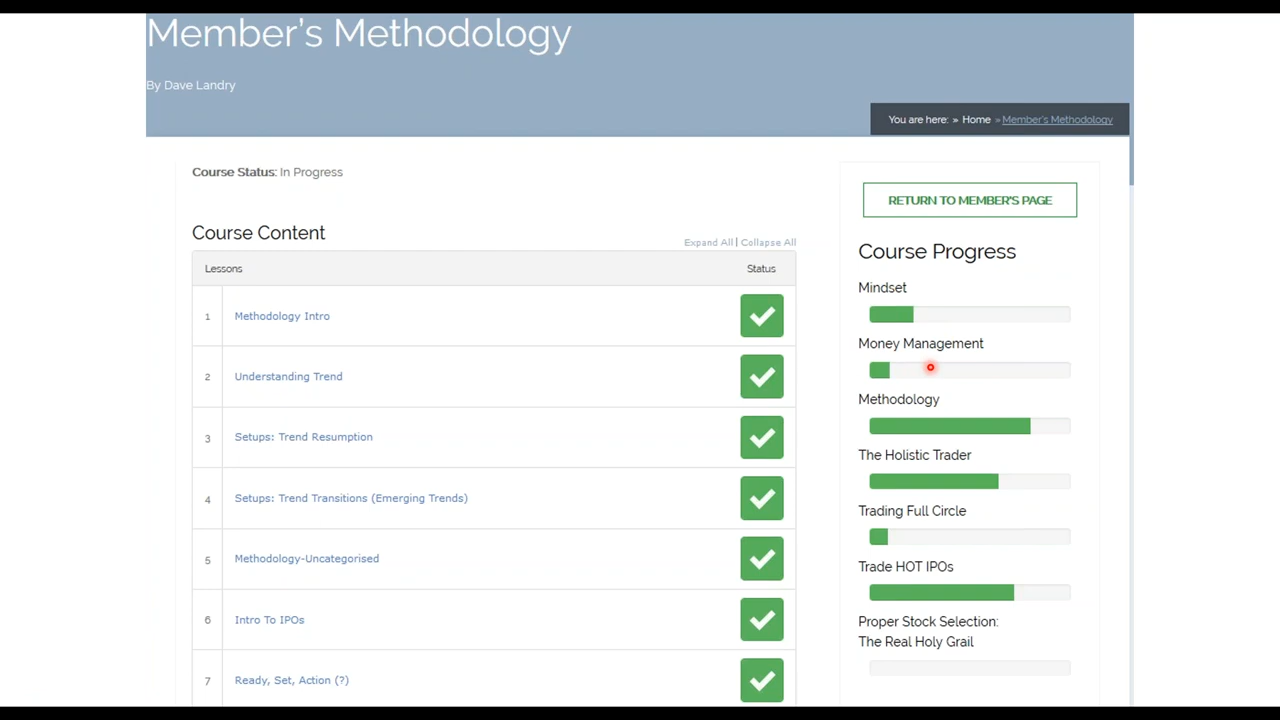 Member's Methodology
By Dave Landry
You are here: » Home » Member's Methodology
Course Status: In Progress
Course Content
Expand All | Collapse All
Lessons Status
1 Methodology Intro
2 Understanding Trend
3 Setups: Trend Resumption
4 Setups: Trend Transitions (Emerging Trends)
5 Methodology-Uncategorised
6 Intro To IPOs
7 Ready, Set, Action (?)
RETURN TO MEMBER'S PAGE
Course Progress
Mindset
Money Management
Methodology
The Holistic Trader
Trading Full Circle
Trade HOT IPOs
Proper Stock Selection:
The Real Holy Grail